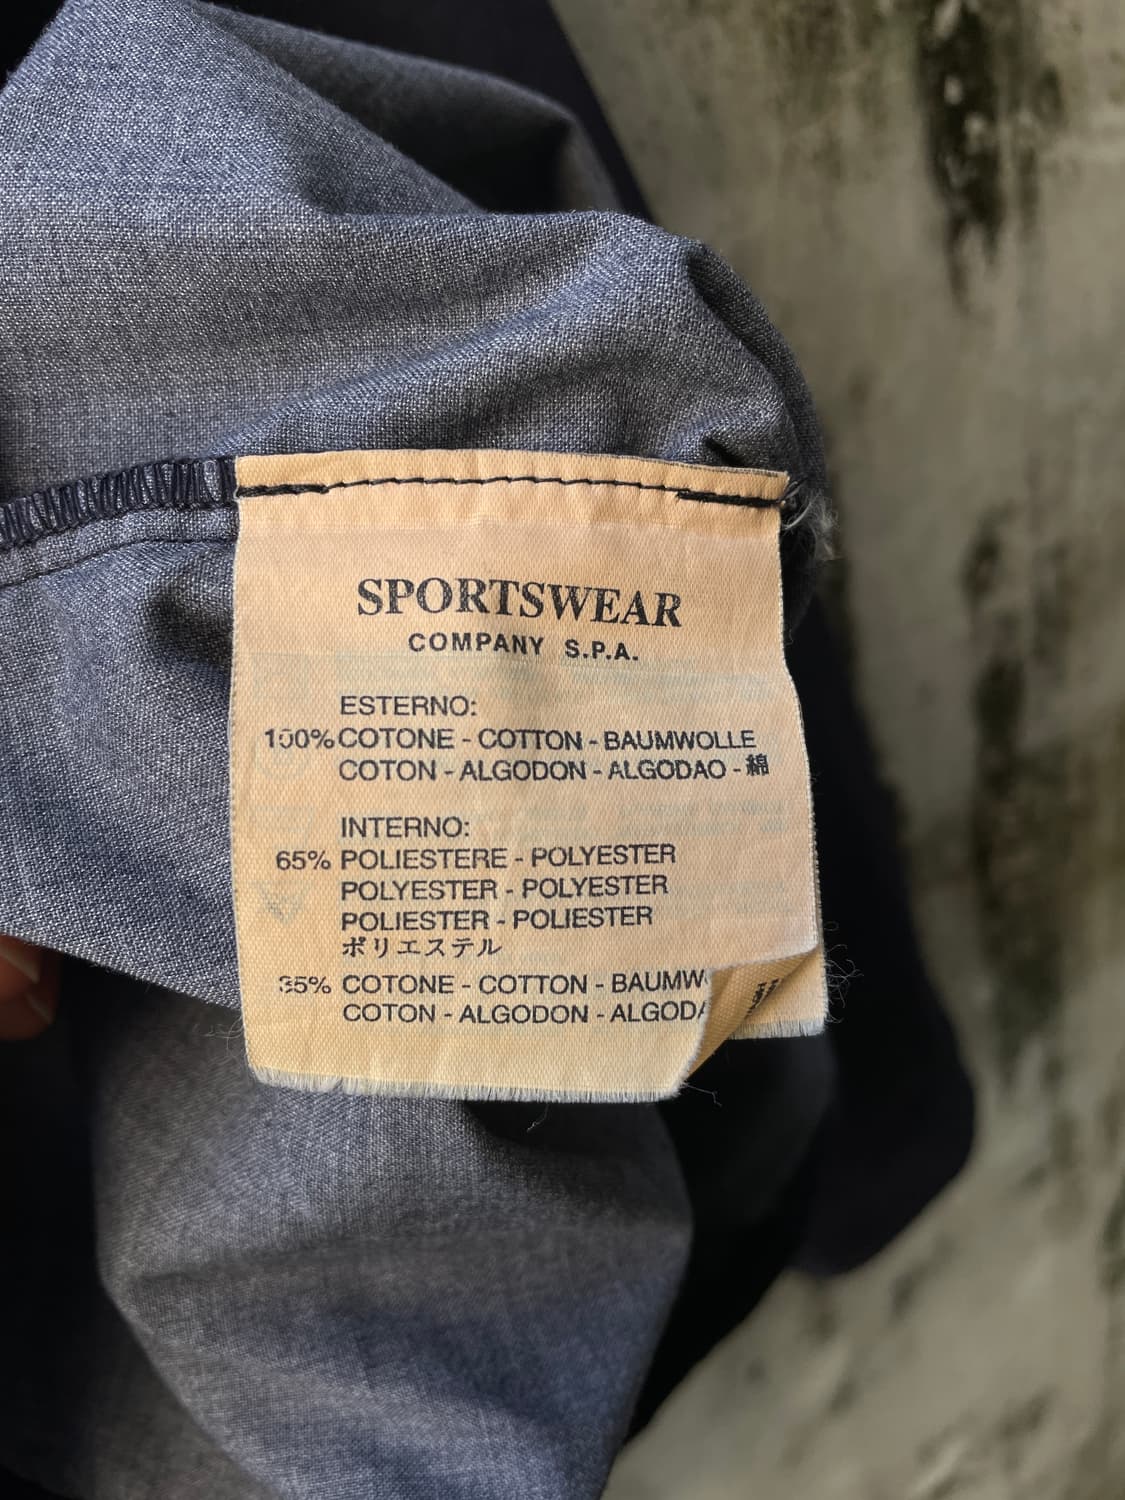 SPORTSWEAR
COMPANY S.P.A.
ESTERNO:
100% COTONE - COTTON - BAUMWOLLE
COTON - ALGODON - ALGODAO - 綿
INTERNO:
65% POLIESTERE - POLYESTER
POLYESTER - POLYESTER
POLIESTER - POLIESTER
ポリエステル
35% COTONE - COTTON - BAUMW
COTON - ALGODON - ALGODA